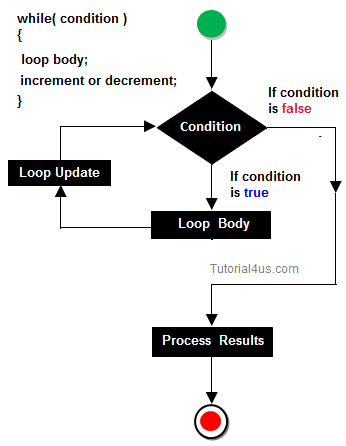 while( condition )
{
loop body;
increment or decrement;
}
If condition
is false
Condition
If condition
is true
Loop Update
Loop Body
Tutorial4us.com
Process Results